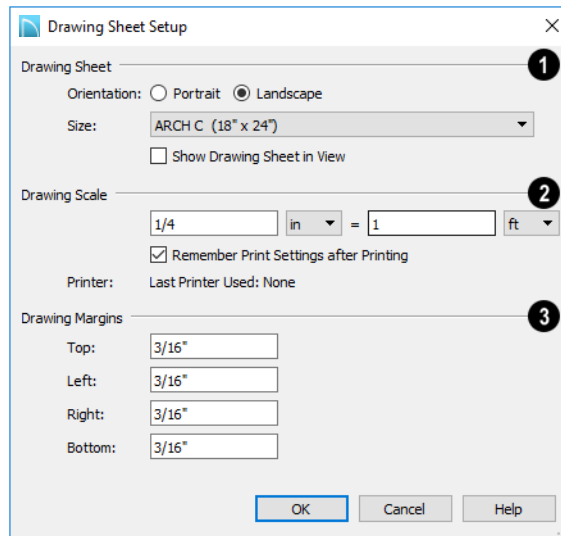 Drawing Sheet Setup
Drawing Sheet 1
Orientation: Portrait Landscape
Size: ARCH C (18" x 24")
Show Drawing Sheet in View
Drawing Scale 2
1/4 in = 1 ft
Remember Print Settings after Printing
Printer: Last Printer Used: None
Drawing Margins 3
Top: 3/16"
Left: 3/16"
Right: 3/16"
Bottom: 3/16"
OK Cancel Help